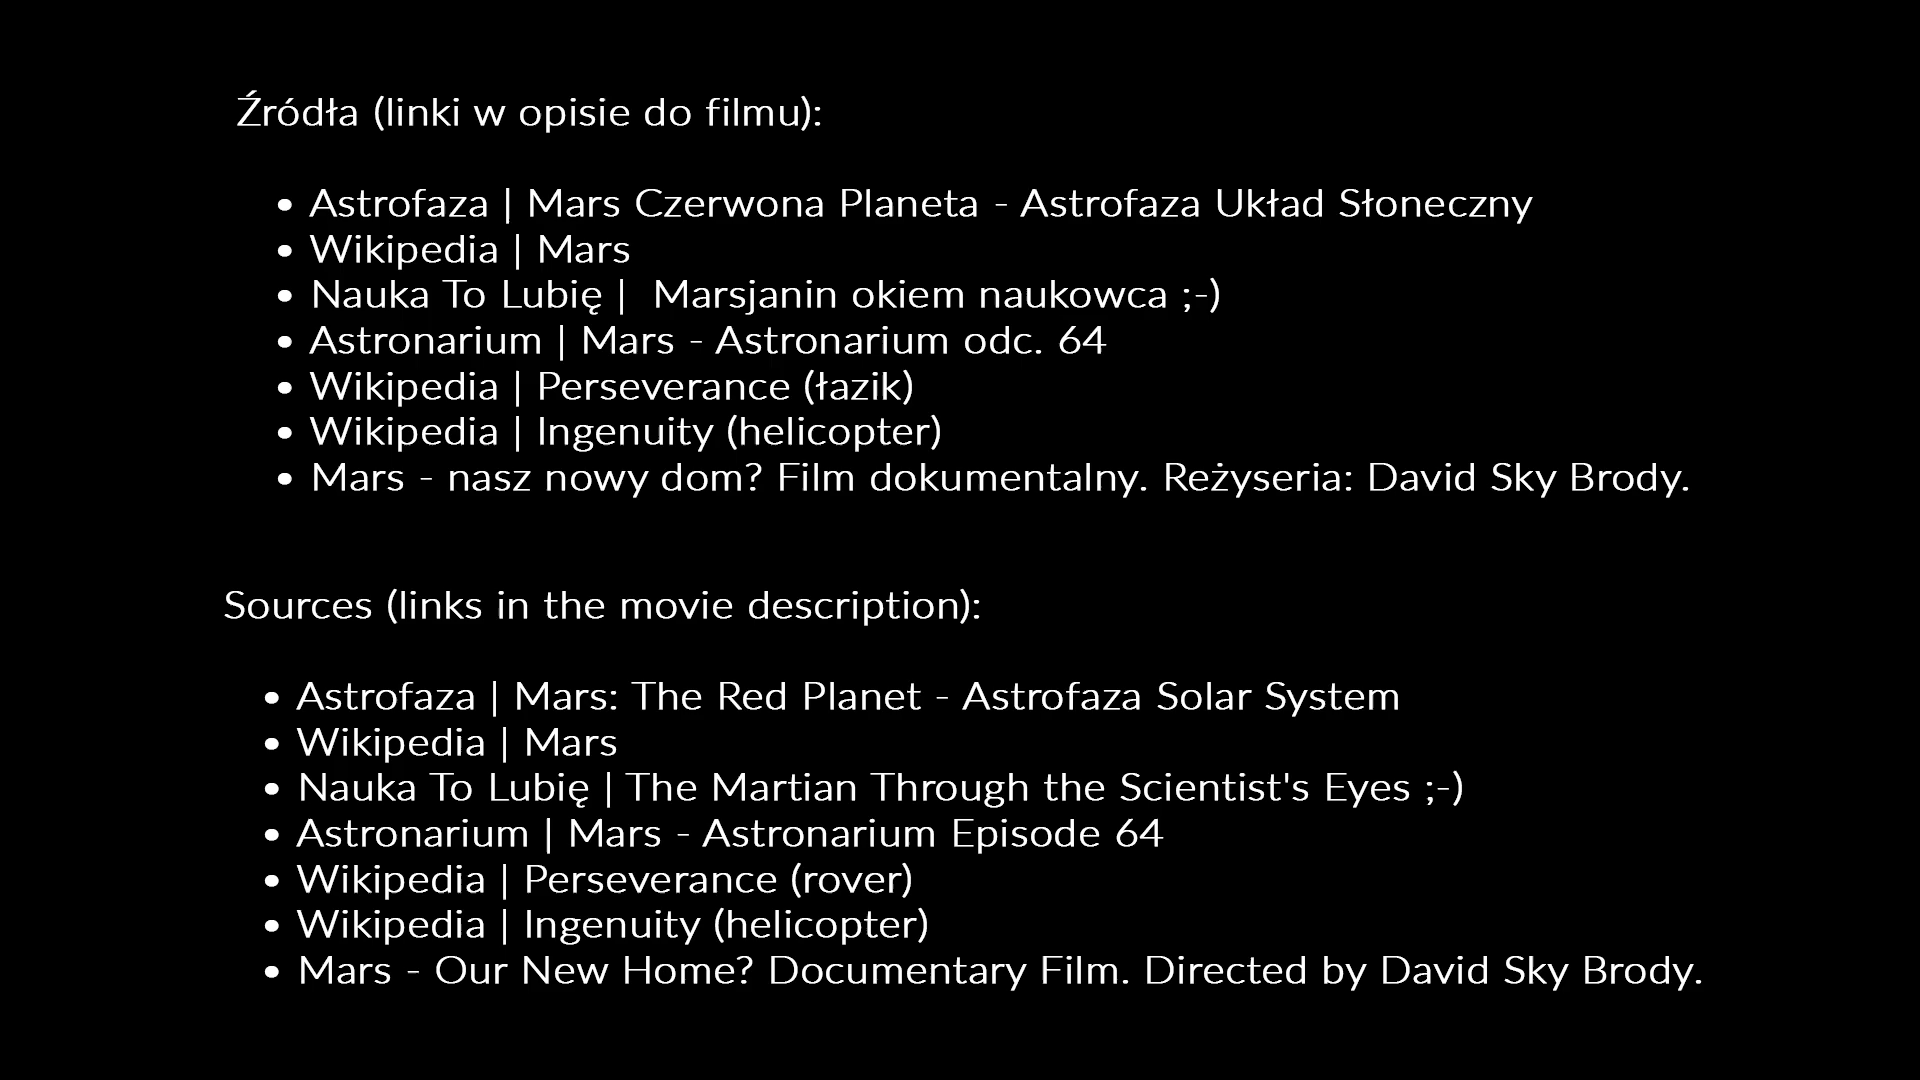 Źródła (linki w opisie do filmu):
• Astrofaza | Mars Czerwona Planeta - Astrofaza Układ Słoneczny
• Wikipedia | Mars
• Nauka To Lubię |  Marsjanin okiem naukowca ;-)
• Astronarium | Mars - Astronarium odc. 64
• Wikipedia | Perseverance (łazik)
• Wikipedia | Ingenuity (helicopter)
• Mars - nasz nowy dom? Film dokumentalny. Reżyseria: David Sky Brody.
Sources (links in the movie description):
• Astrofaza | Mars: The Red Planet - Astrofaza Solar System
• Wikipedia | Mars
• Nauka To Lubię | The Martian Through the Scientist's Eyes ;-)
• Astronarium | Mars - Astronarium Episode 64
• Wikipedia | Perseverance (rover)
• Wikipedia | Ingenuity (helicopter)
• Mars - Our New Home? Documentary Film. Directed by David Sky Brody.